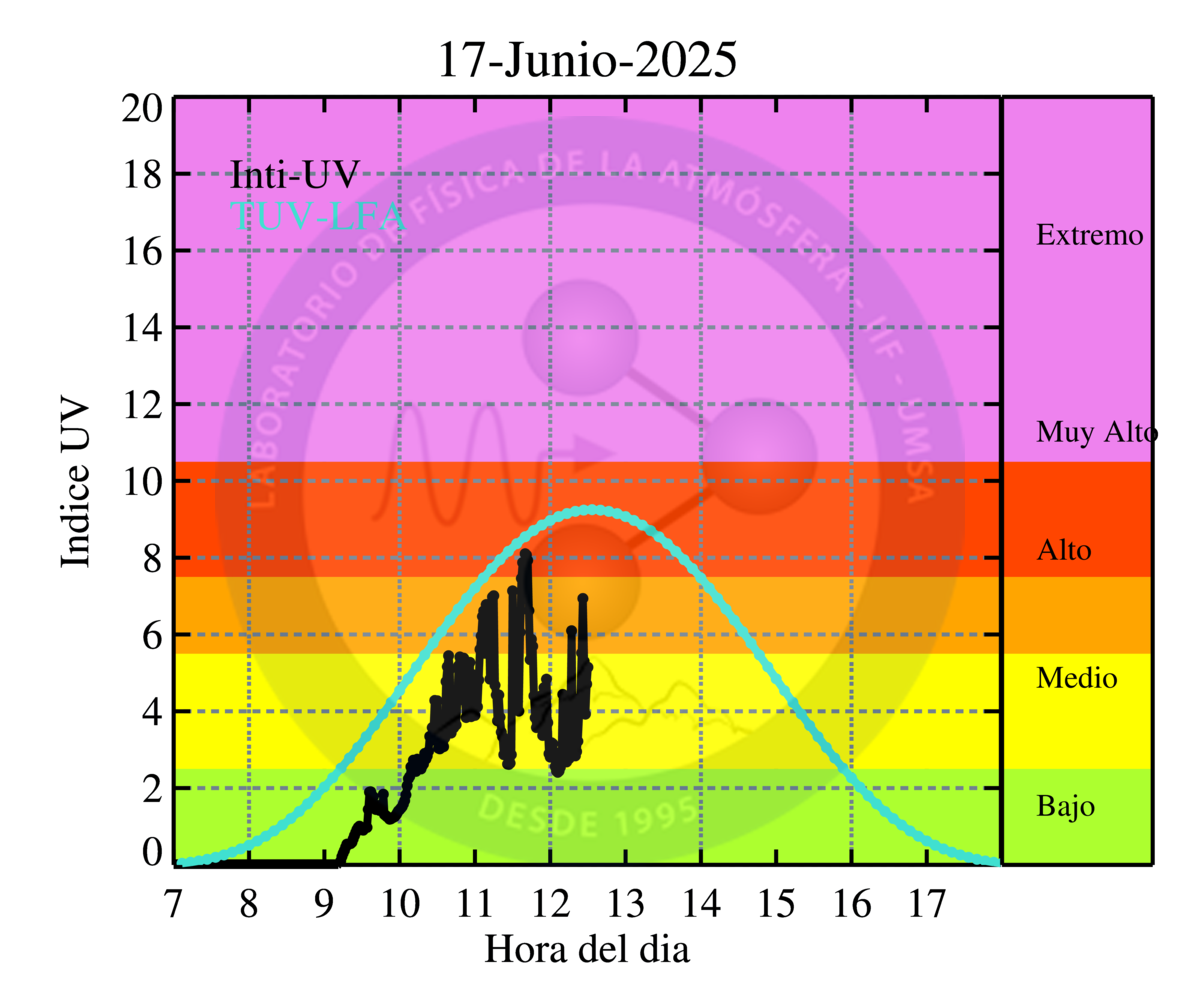 17-Junio-2025
Indice UV
20
18
16
14
12
10
8
6
4
2
0
Inti-UV
TUV-LFA
LABORATORIO DE FÍSICA DE LA ATMÓSFERA - IIF - UMSA
DESDE 1995
Extremo
Muy Alto
Alto
Medio
Bajo
7 8 9 10 11 12 13 14 15 16 17
Hora del dia